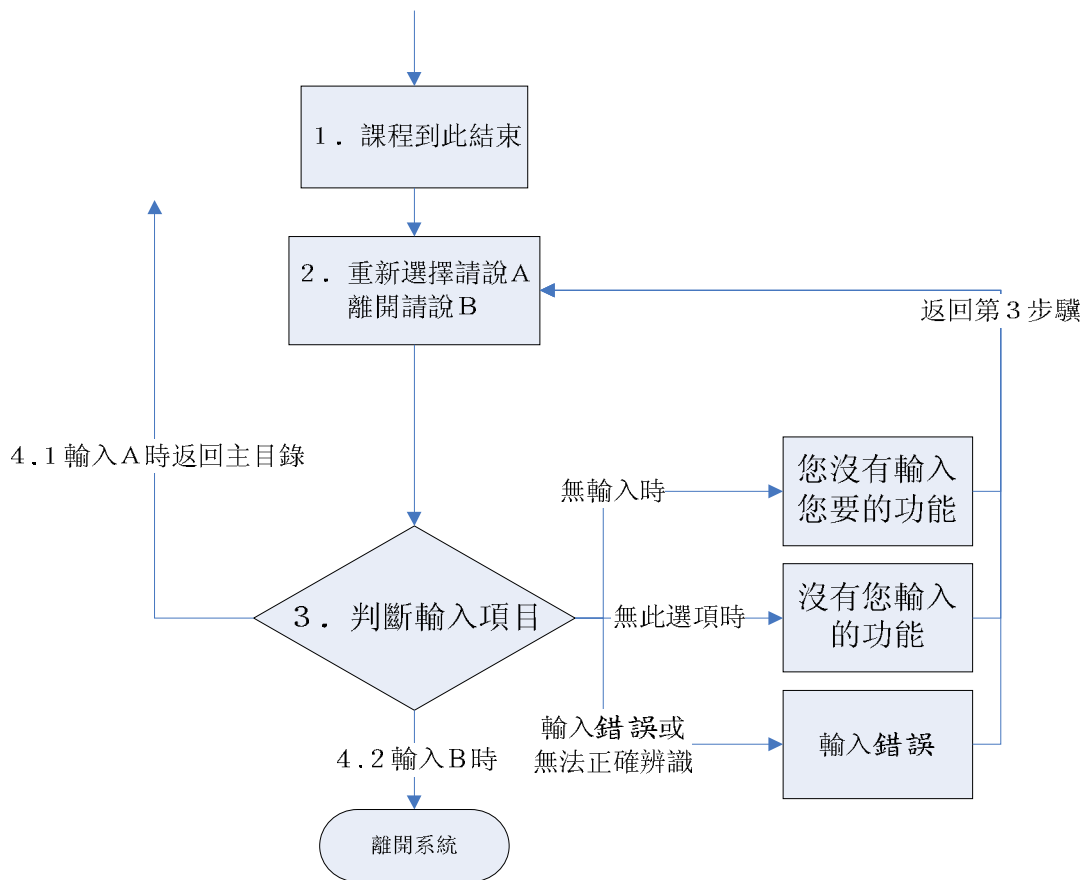 １．課程到此結束
２．重新選擇請說Ａ
離開請說Ｂ
返回第３步驥
４.１輸入Ａ時返回主目錄
無輸入時
您沒有輸入
您要的功能
３．判斷輸入項目
無此選項時
沒有您輸入
的功能
輸入錯誤或
無法正確辨識
輸入錯誤
４.２輸入Ｂ時
離開系統